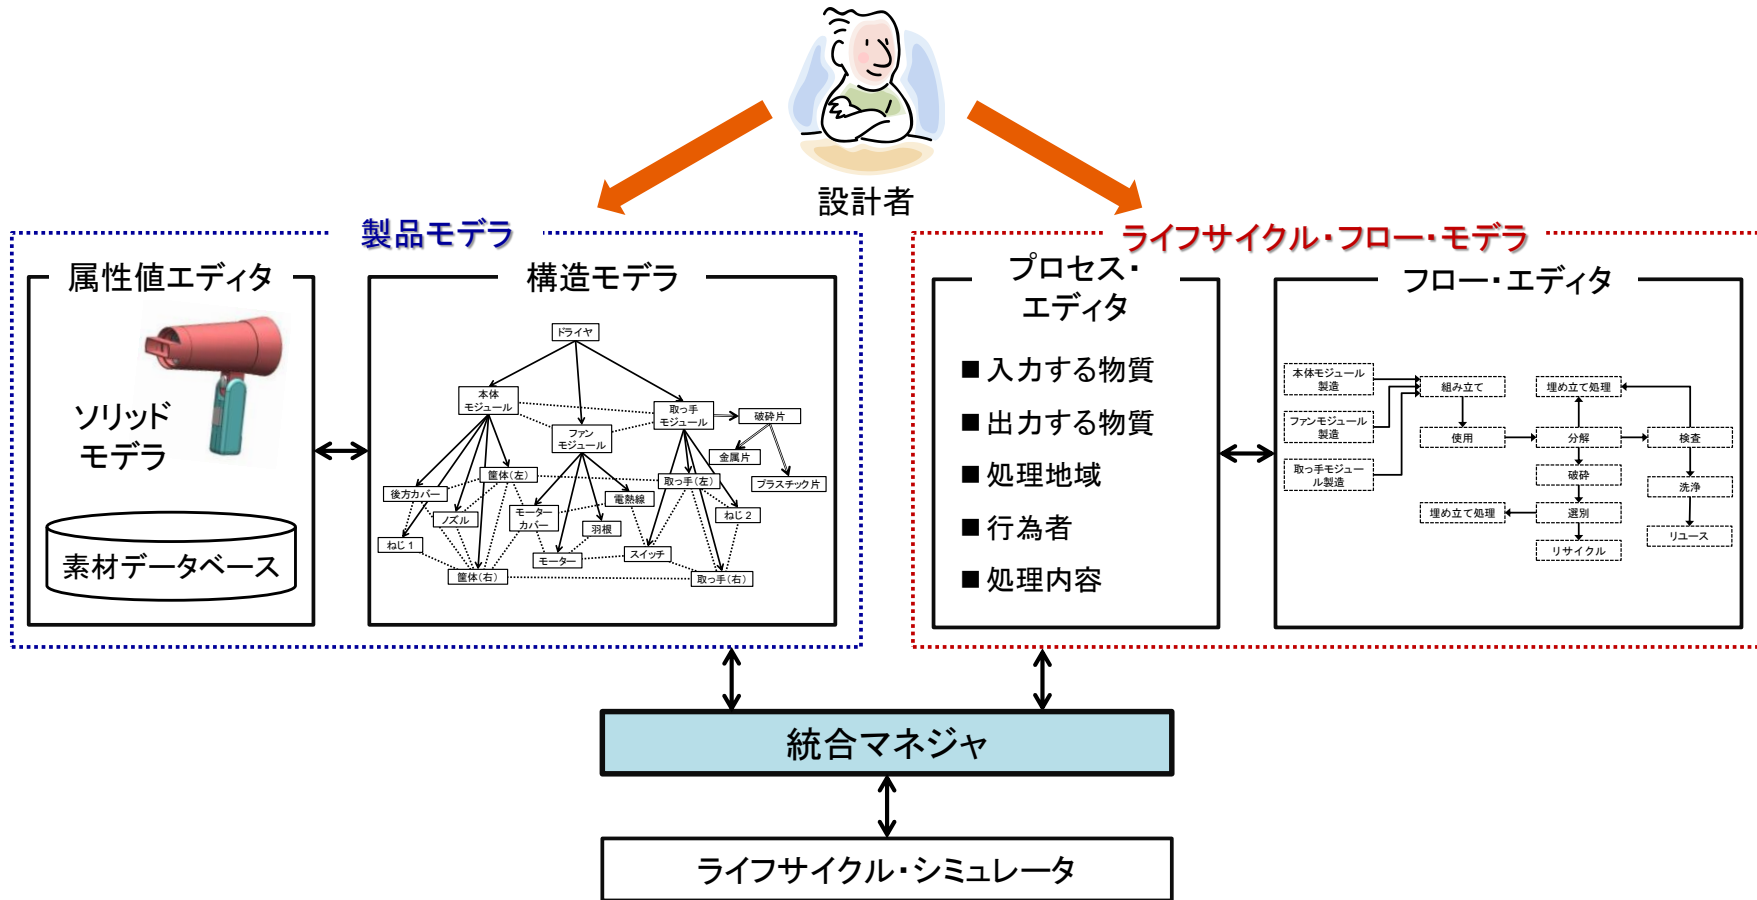 設計者
製品モデラ
属性値エディタ
ソリッド
モデラ
素材データベース
構造モデラ
ドライヤ
本体
モジュール
ファン
モジュール
取っ手
モジュール
破砕片
金属片
プラスチック片
後方カバー
筐体(左)
ノズル
ねじ 1
筐体(右)
モーター
カバー
電熱線
羽根
モーター
取っ手(左)
ねじ 2
スイッチ
取っ手(右)
ライフサイクル・フロー・モデラ
プロセス・
エディタ
■ 入力する物質
■ 出力する物質
■ 処理地域
■ 行為者
■ 処理内容
フロー・エディタ
本体モジュール
製造
ファンモジュール
製造
取っ手モジュー
ル製造
組み立て
使用
埋め立て処理
分解
検査
破砕
洗浄
埋め立て処理
選別
リサイクル
リユース
統合マネジャ
ライフサイクル・シミュレータ